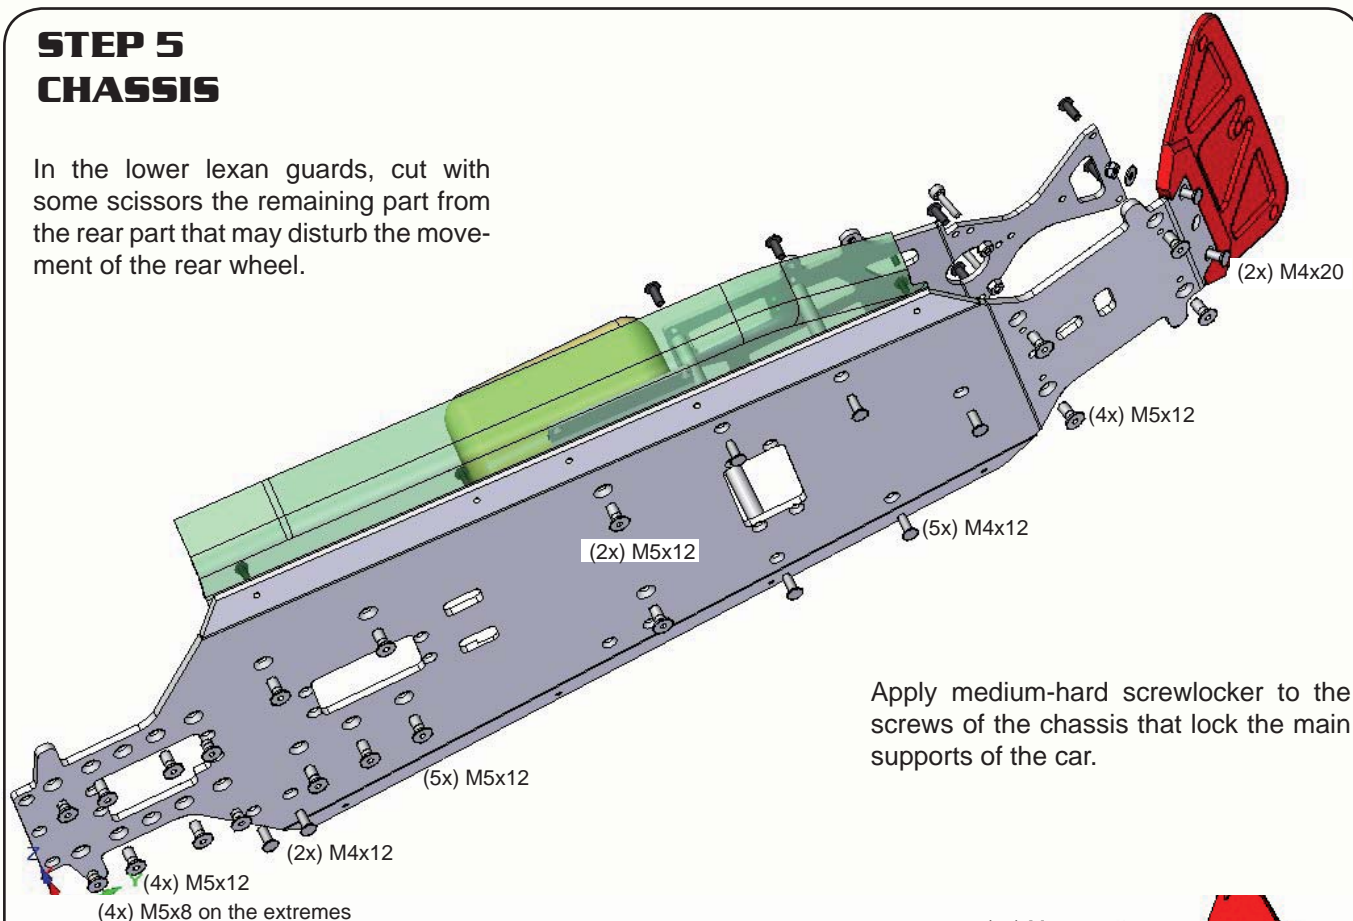 STEP 5
CHASSIS
In the lower lexan guards, cut with
some scissors the remaining part from
the rear part that may disturb the move-
ment of the rear wheel.
(2x) M4x20
(4x) M5x12
(5x) M4x12
(2x) M5x12
Apply medium-hard screwlocker to the
screws of the chassis that lock the main
supports of the car.
(5x) M5x12
(2x) M4x12
Z
Y
(4x) M5x12
(4x) M5x8 on the extremes